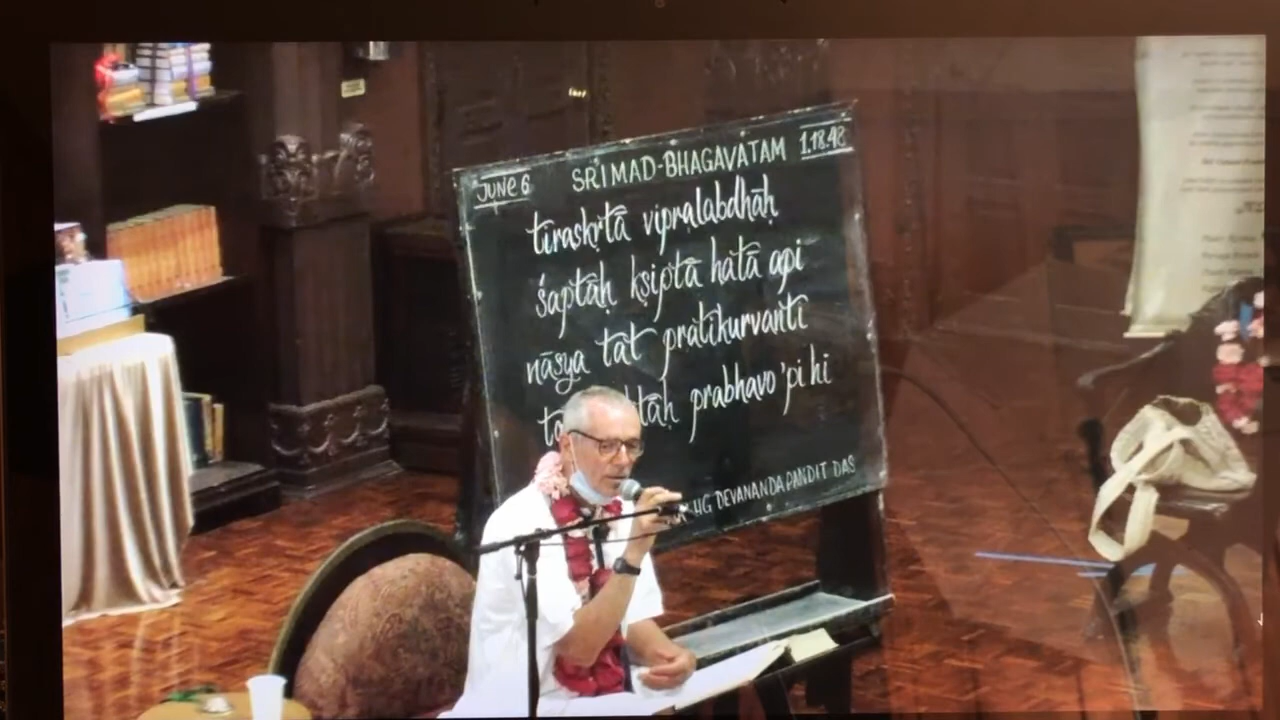 JUNE 6 SRIMAD-BHAGAVATAM 1.18.48
tiraskṛtā vipralabdhāḥ
śaptāḥ kṣiptā hatā api
nāsya tat pratikurvanti
prabhavo 'pi hi
HG DEVANANDA PANDIT DAS